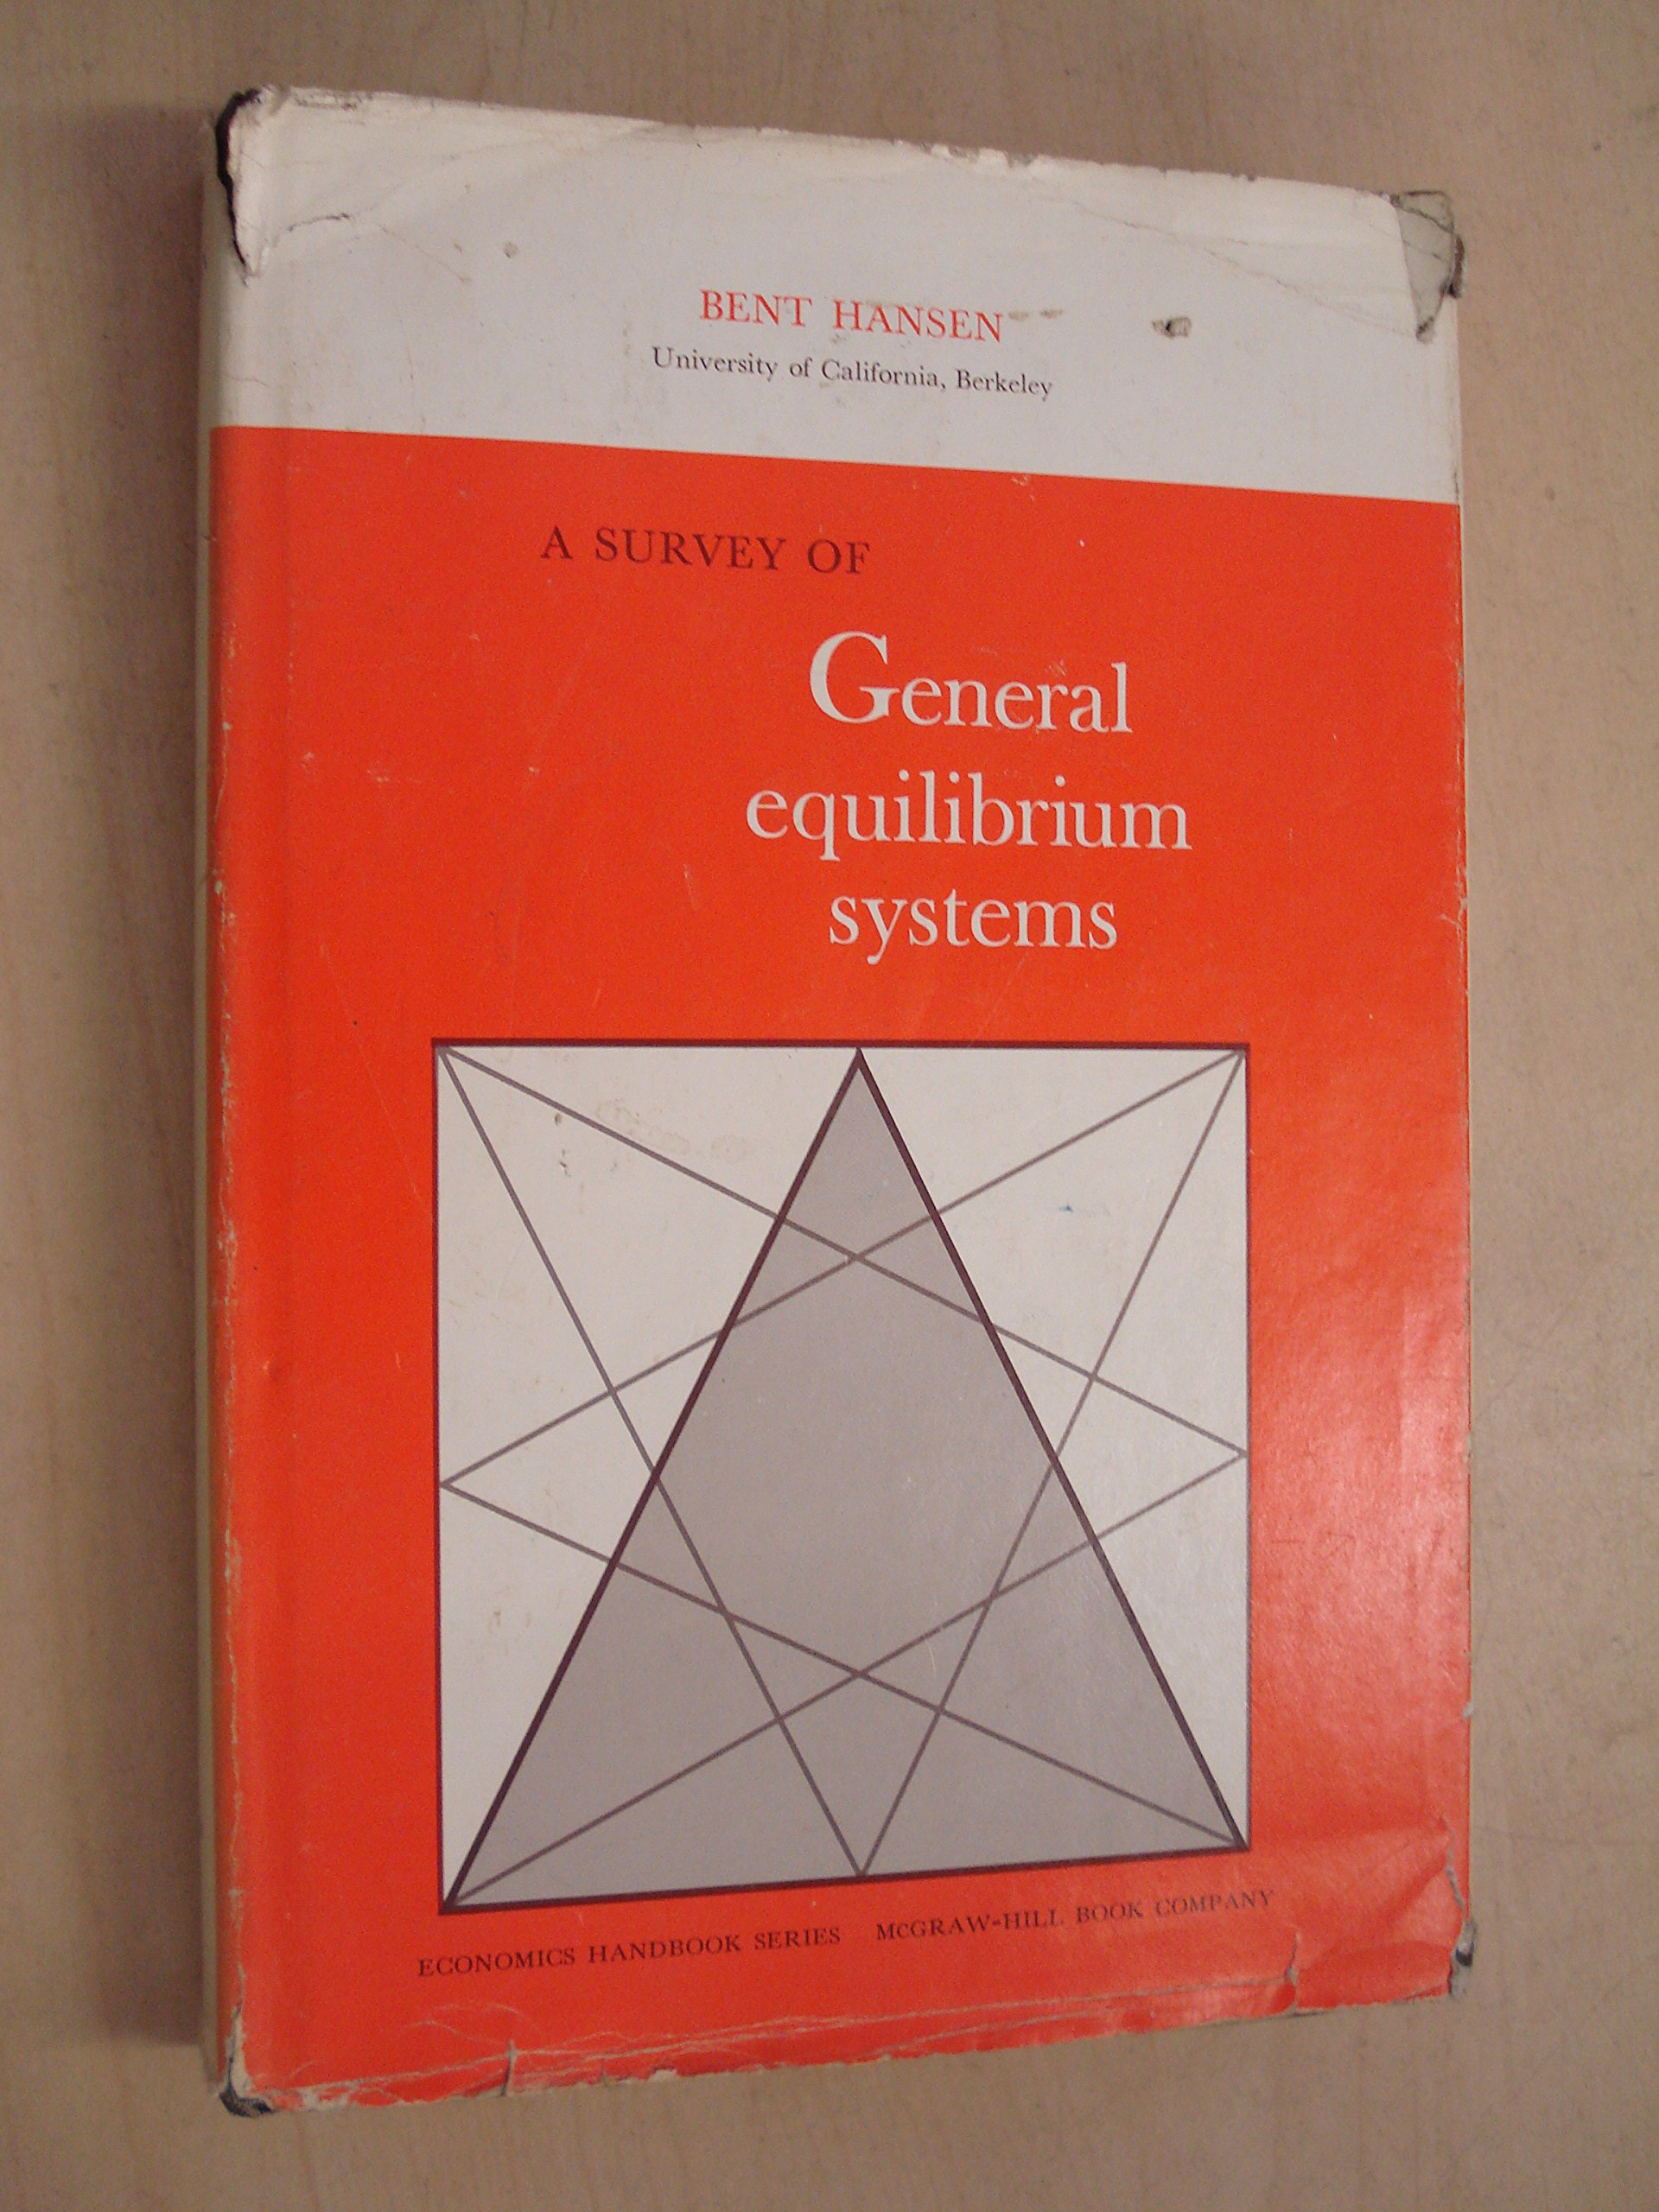 BENT HANSEN
University of California, Berkeley
A SURVEY OF
General
equilibrium
systems
ECONOMICS HANDBOOK SERIES McGRAW-HILL BOOK COMPANY